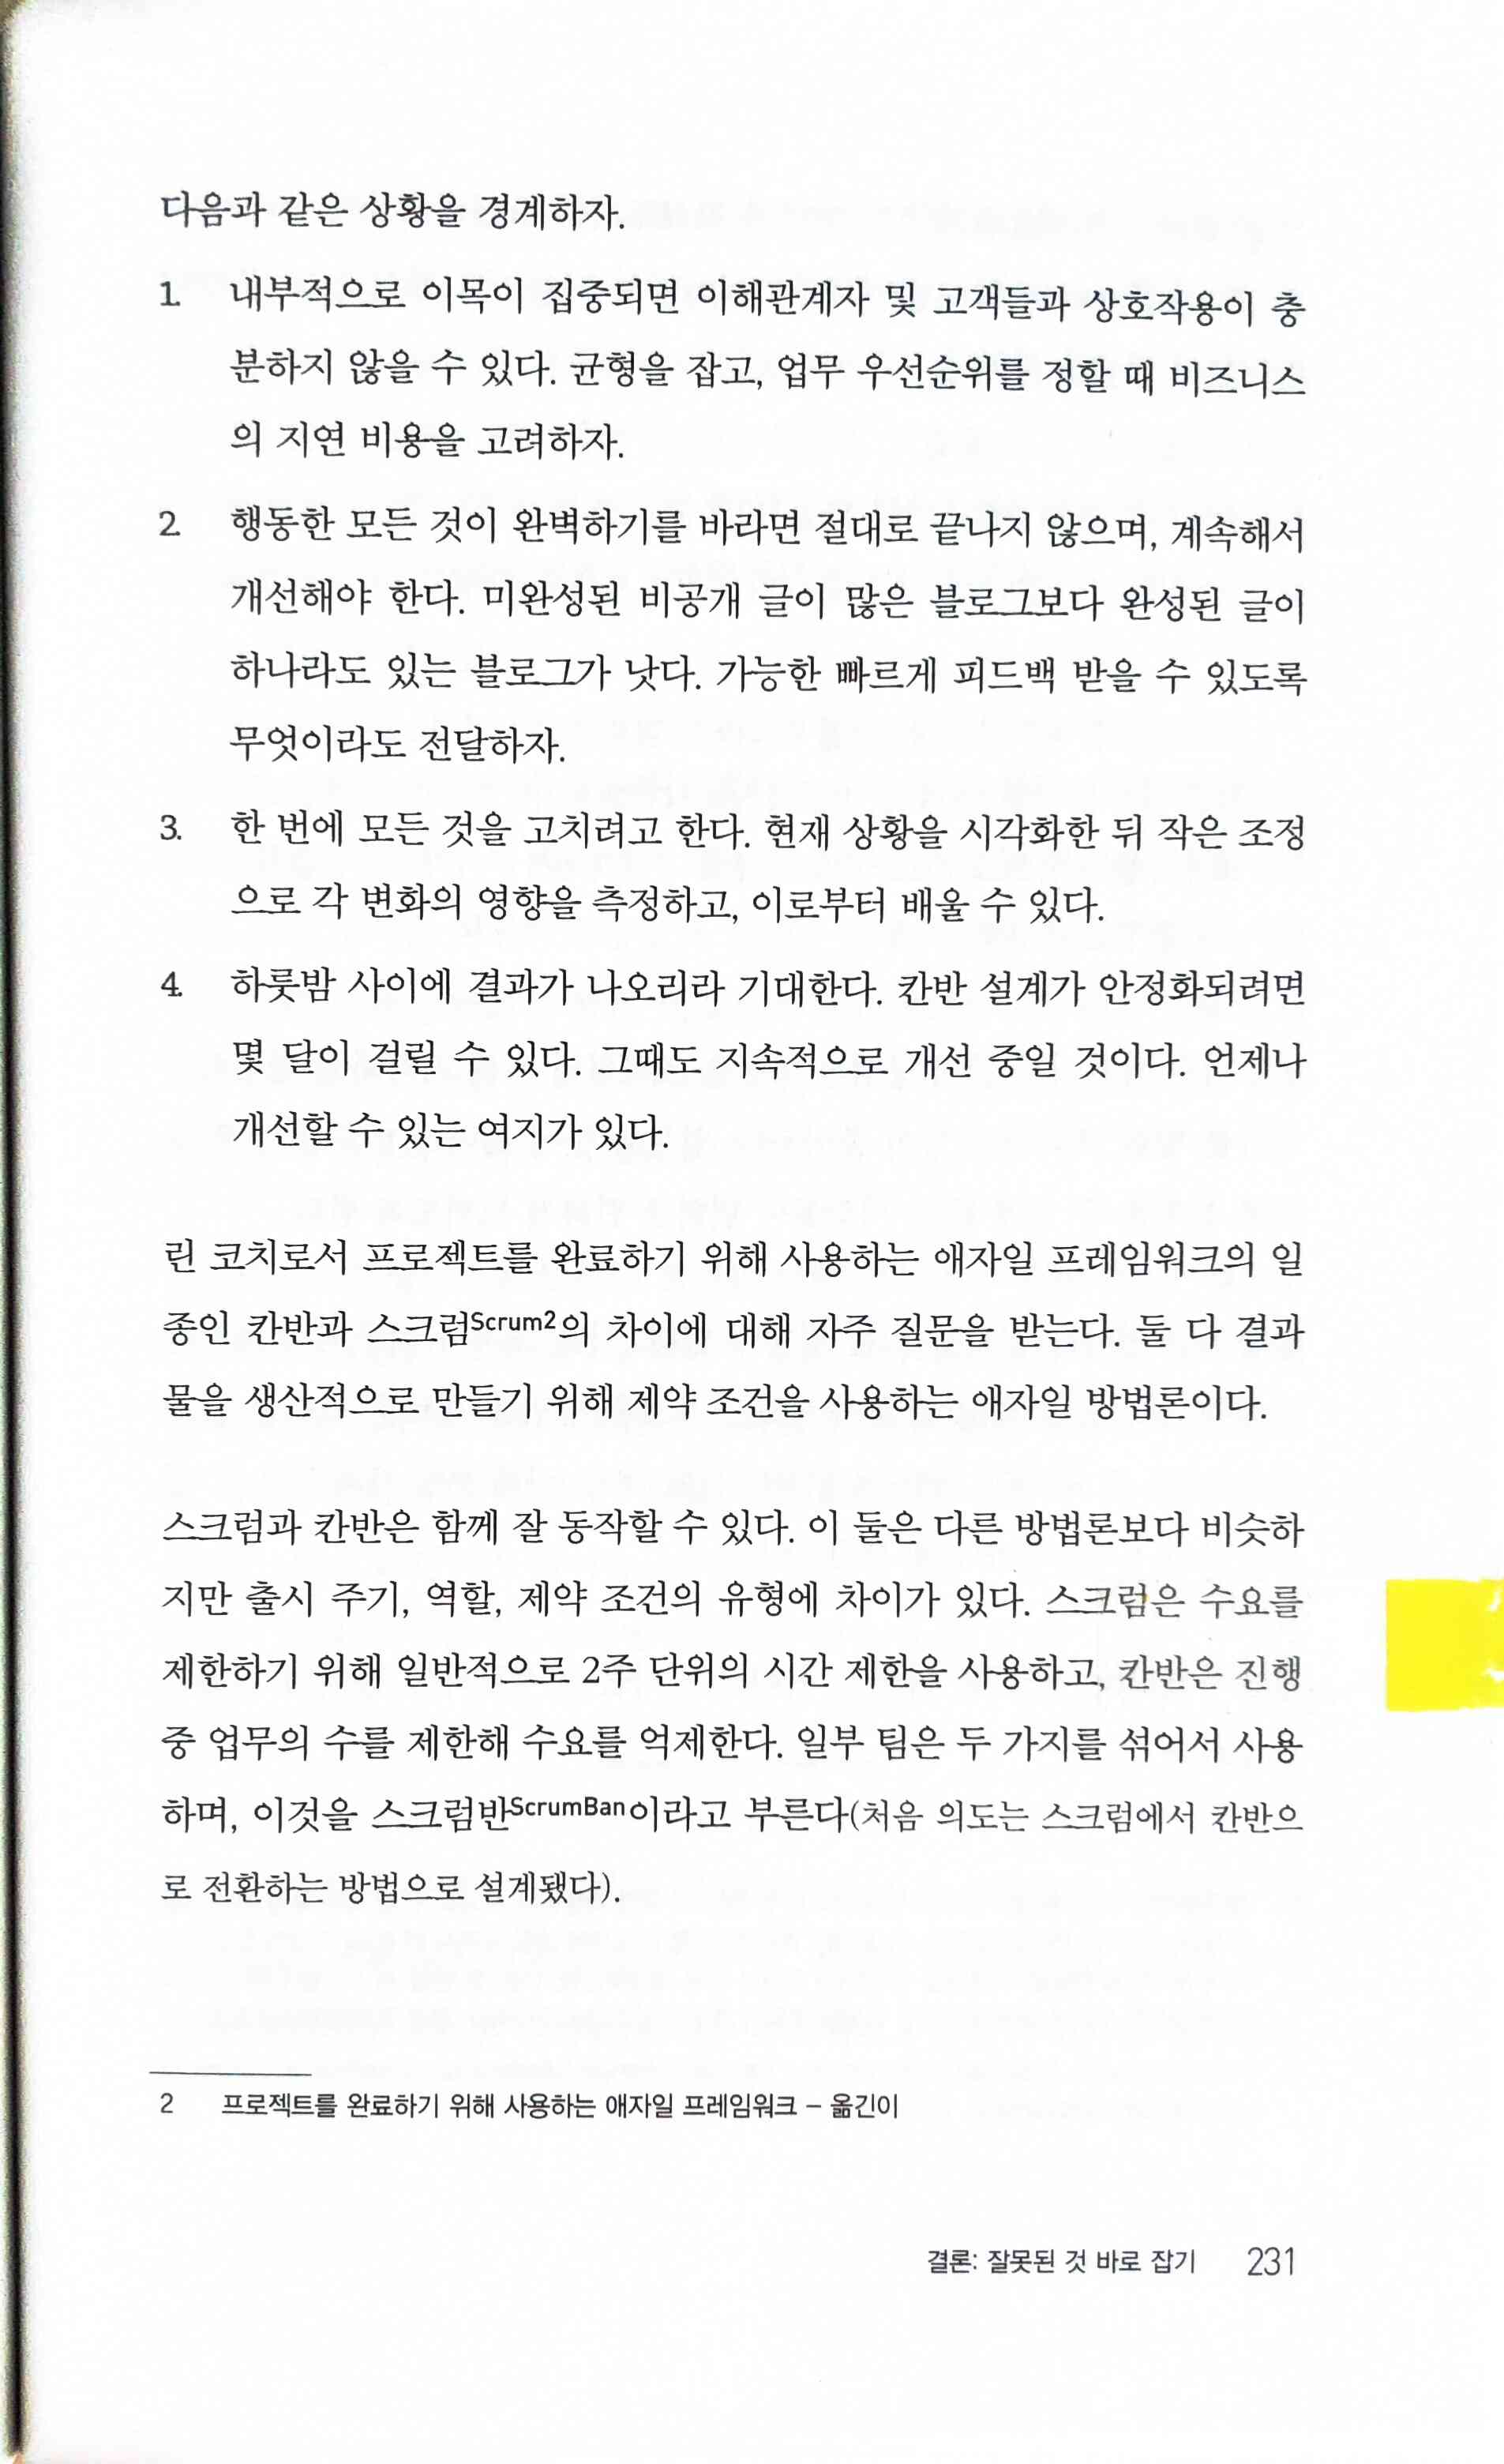 다음과 같은 상황을 경계하자.
1. 내부적으로 이목이 집중되면 이해관계자 및 고객들과 상호작용이 충
분하지 않을 수 있다. 균형을 잡고, 업무 우선순위를 정할 때 비즈니스
의 지연 비용을 고려하자.
2. 행동한 모든 것이 완벽하기를 바라면 절대로 끝나지 않으며, 계속해서
개선해야 한다. 미완성된 비공개 글이 많은 블로그보다 완성된 글이
하나라도 있는 블로그가 낫다. 가능한 빠르게 피드백 받을 수 있도록
무엇이라도 전달하자.
3. 한 번에 모든 것을 고치려고 한다. 현재 상황을 시각화한 뒤 작은 조정
으로 각 변화의 영향을 측정하고, 이로부터 배울 수 있다.
4. 하룻밤 사이에 결과가 나오리라 기대한다. 칸반 설계가 안정화되려면
몇 달이 걸릴 수 있다. 그때도 지속적으로 개선 중일 것이다. 언제나
개선할 수 있는 여지가 있다.
린 코치로서 프로젝트를 완료하기 위해 사용하는 애자일 프레임워크의 일
종인 칸반과 스크럼Scrum2의 차이에 대해 자주 질문을 받는다. 둘 다 결과
물을 생산적으로 만들기 위해 제약 조건을 사용하는 애자일 방법론이다.
스크럼과 칸반은 함께 잘 동작할 수 있다. 이 둘은 다른 방법론보다 비슷하
지만 출시 주기, 역할, 제약 조건의 유형에 차이가 있다. 스크럼은 수요를
제한하기 위해 일반적으로 2주 단위의 시간 제한을 사용하고, 칸반은 진행
중 업무의 수를 제한해 수요를 억제한다. 일부 팀은 두 가지를 섞어서 사용
하며, 이것을 스크럼반ScrumBan이라고 부른다(처음 의도는 스크럼에서 칸반으
로 전환하는 방법으로 설계됐다).
2 프로젝트를 완료하기 위해 사용하는 애자일 프레임워크 – 옮긴이
결론: 잘못된 것 바로 잡기 231